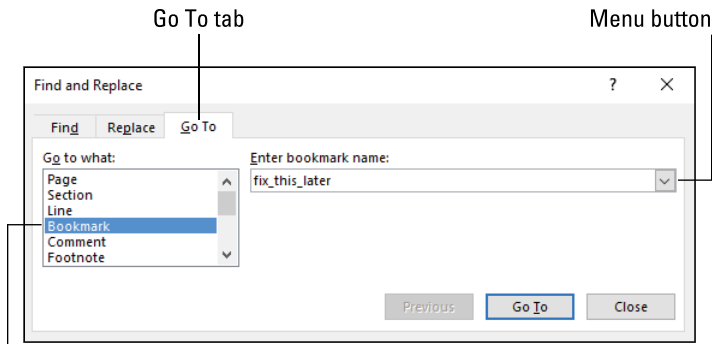 Go To tab Menu button
Find and Replace ? ×
Find Replace Go To
Go to what: Enter bookmark name:
Page fix_this_later
Section
Line
Bookmark
Comment
Footnote
Previous Go To Close